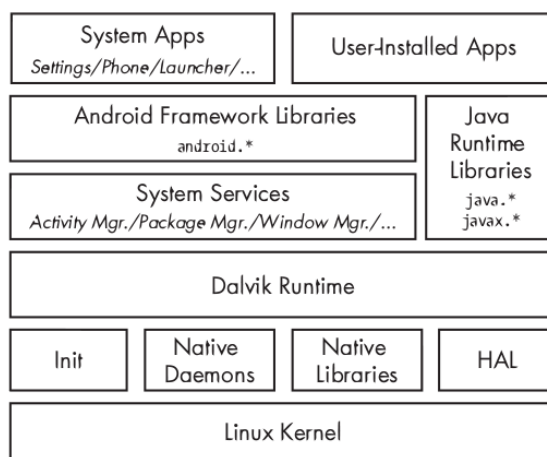 System Apps
Settings/Phone/Launcher/...
User-Installed Apps
Android Framework Libraries
android.*
Java
Runtime
Libraries
java.*
javax.*
System Services
Activity Mgr./Package Mgr./Window Mgr./...
Dalvik Runtime
Init
Native
Daemons
Native
Libraries
HAL
Linux Kernel